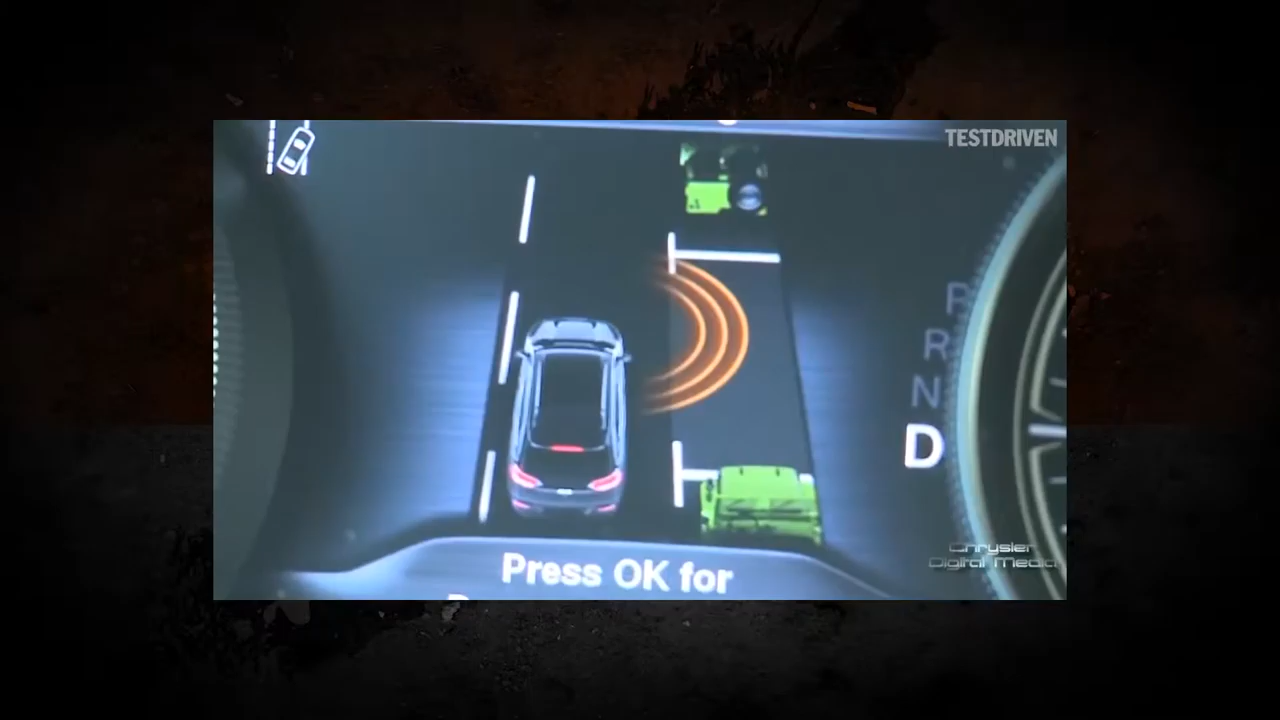 TESTDRIVEN
P
R
N
D
Chrysler
Digital Media
Press OK for